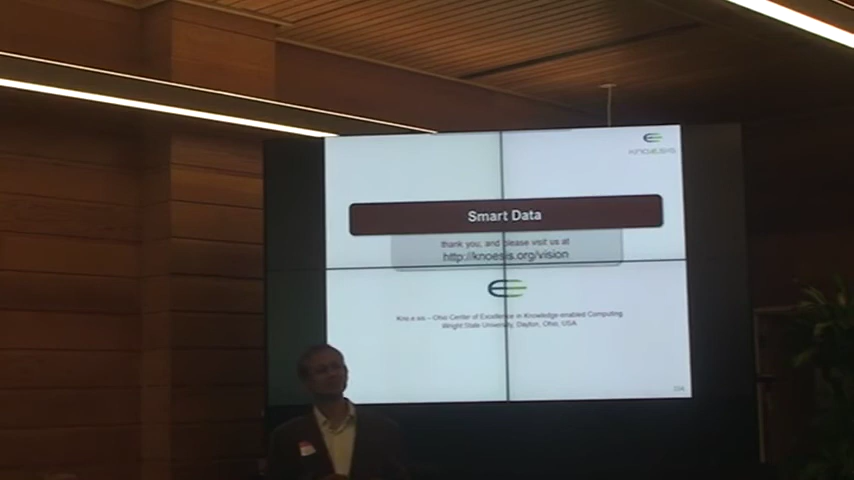 KNOESIS
Smart Data
thank you, and please visit us at
http://knoesis.org/vision
Kno.e.sis – Ohio Center of Excellence in Knowledge-enabled Computing
Wright State University, Dayton, Ohio, USA